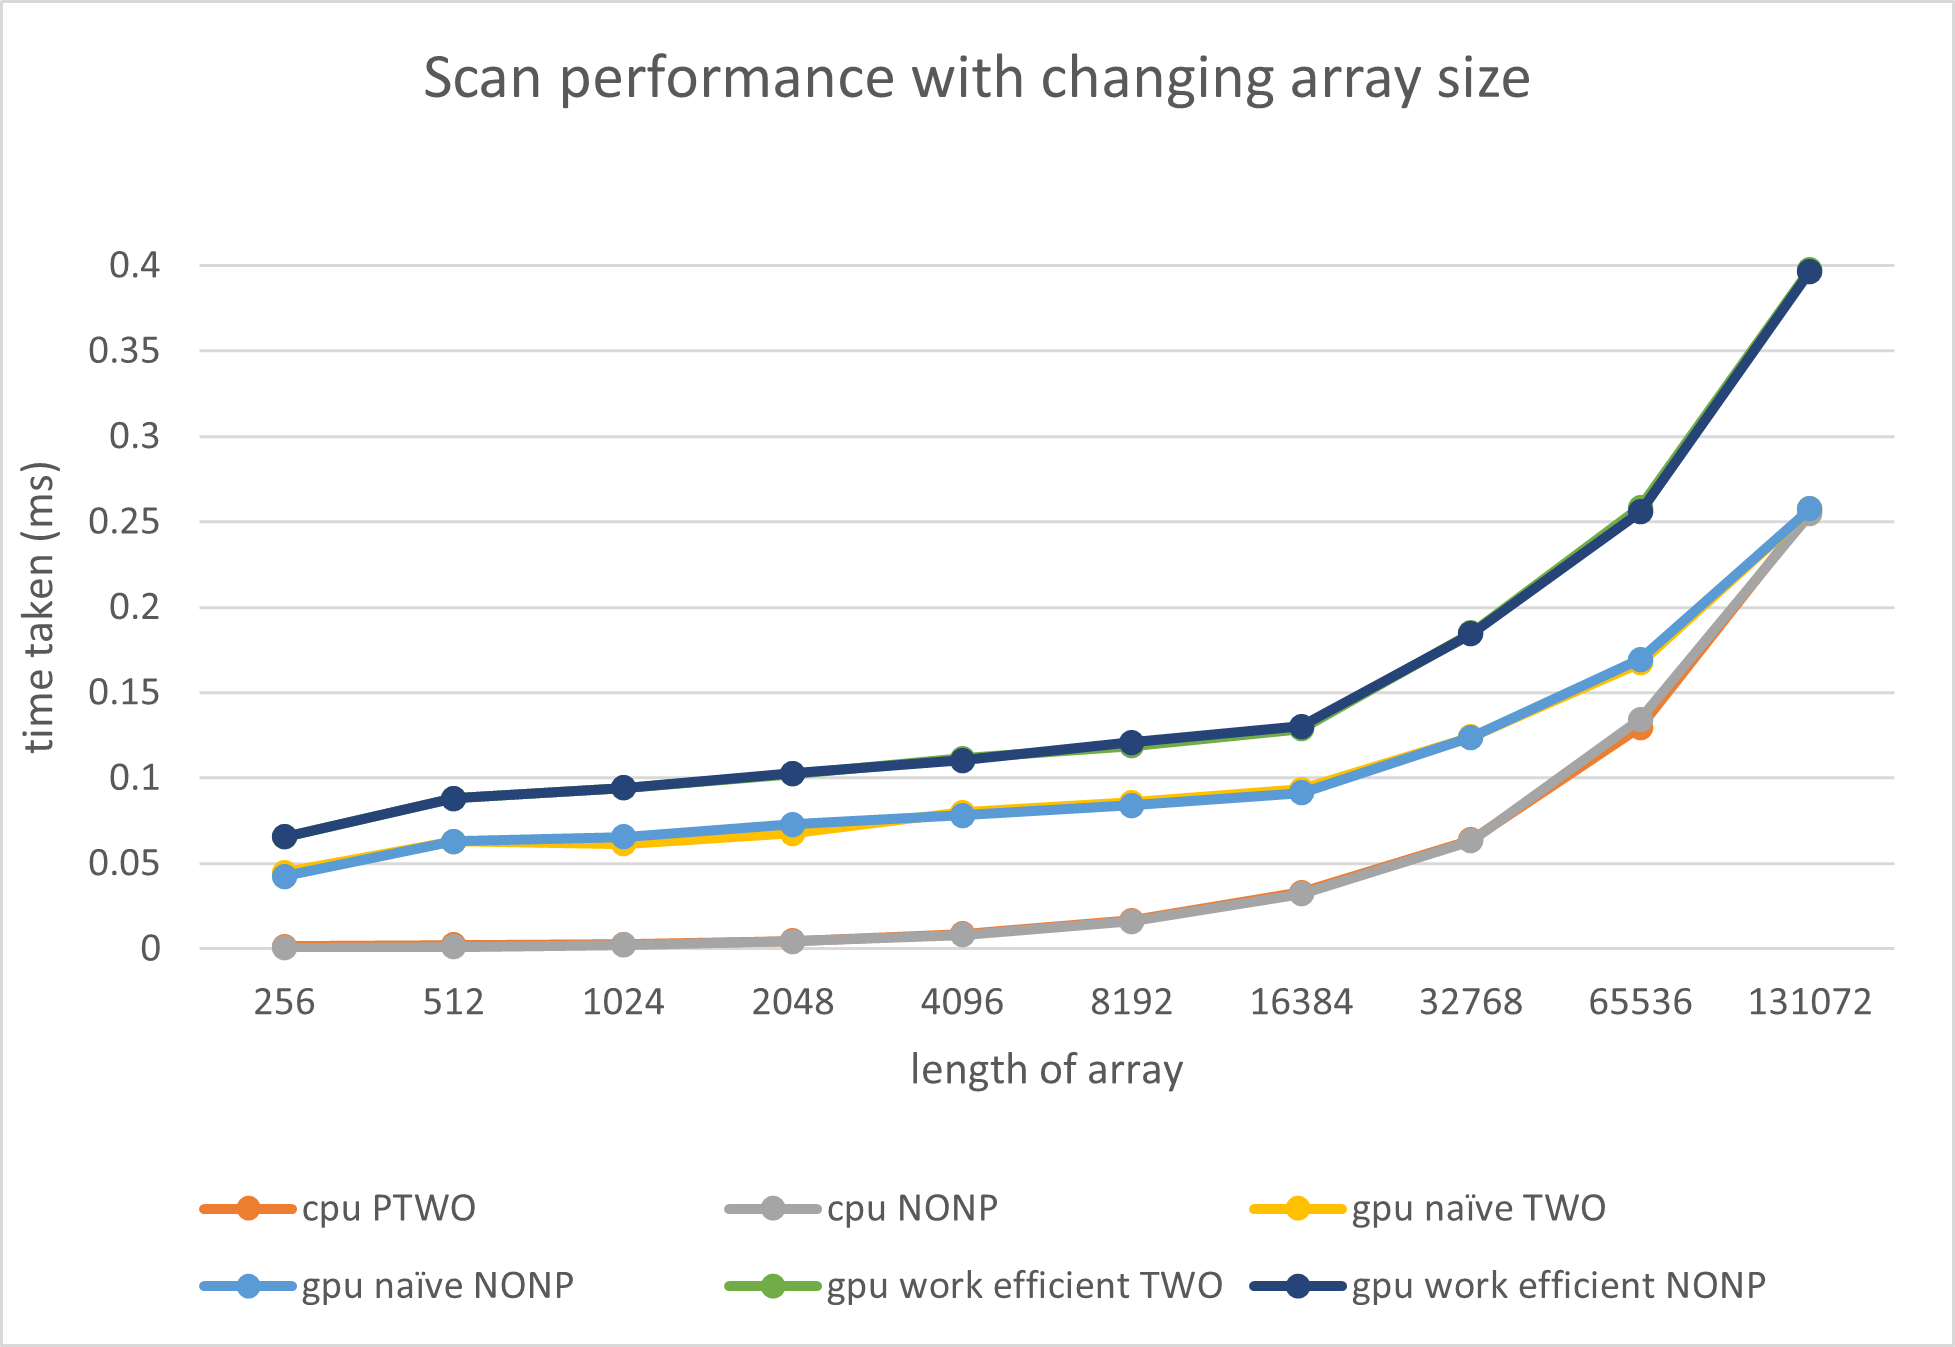 Scan performance with changing array size
0.4
0.35
0.3
0.25
0.2
0.15
0.1
0.05
0
time taken (ms)
256 512 1024 2048 4096 8192 16384 32768 65536 131072
length of array
cpu PTWO cpu NONP gpu naïve TWO
gpu naïve NONP gpu work efficient TWO gpu work efficient NONP